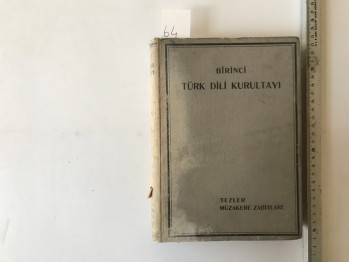 64
BİRİNCİ
TÜRK DİLİ KURULTAYI
TEZLER
MÜZAKERE ZABITLARI